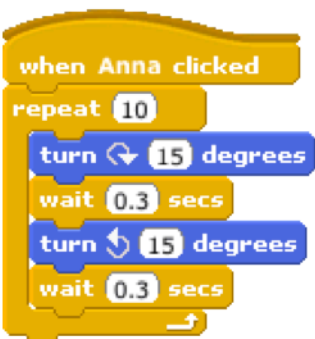 when Anna clicked
repeat 10
turn 15 degrees
wait 0.3 secs
turn 15 degrees
wait 0.3 secs